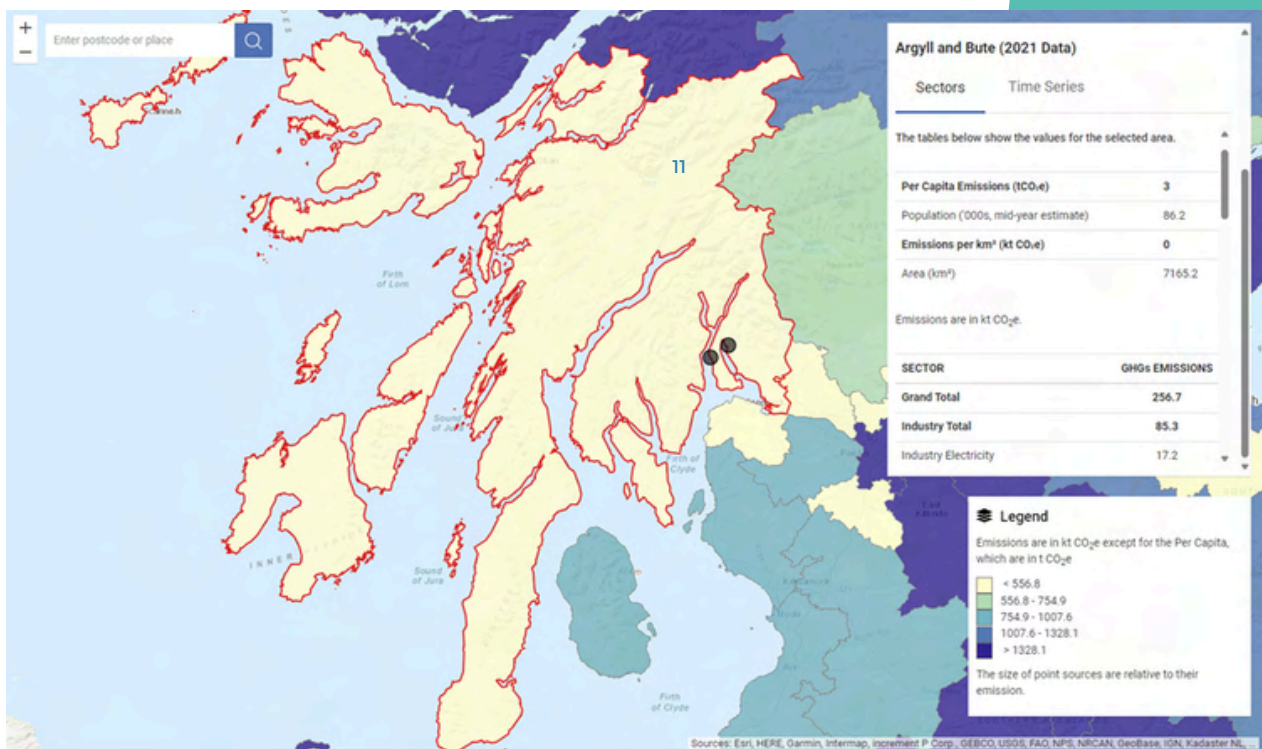 +
−
Enter postcode or place
11
Firth
of Lorn
Sound
of Jura
Firth of
Clyde
INNER
Sound
of Jura
Firth
of Clyde
Argyll and Bute (2021 Data)
Sectors Time Series
The tables below show the values for the selected area.
Per Capita Emissions (tCO₂e) 3
Population ('000s, mid-year estimate) 86.2
Emissions per km² (kt CO₂e) 0
Area (km²) 7165.2
Emissions are in kt CO₂e.
SECTOR GHGs EMISSIONS
Grand Total 256.7
Industry Total 85.3
Industry Electricity 17.2
Legend
Emissions are in kt CO₂e except for the Per Capita,
which are in t CO₂e
< 556.8
556.8 - 754.9
754.9 - 1007.6
1007.6 - 1328.1
> 1328.1
The size of point sources are relative to their
emission.
Sources: Esri, HERE, Garmin, Intermap, increment P Corp., GEBCO, USGS, FAO, NPS, NRCAN, GeoBase, IGN, Kadaster NL, ...